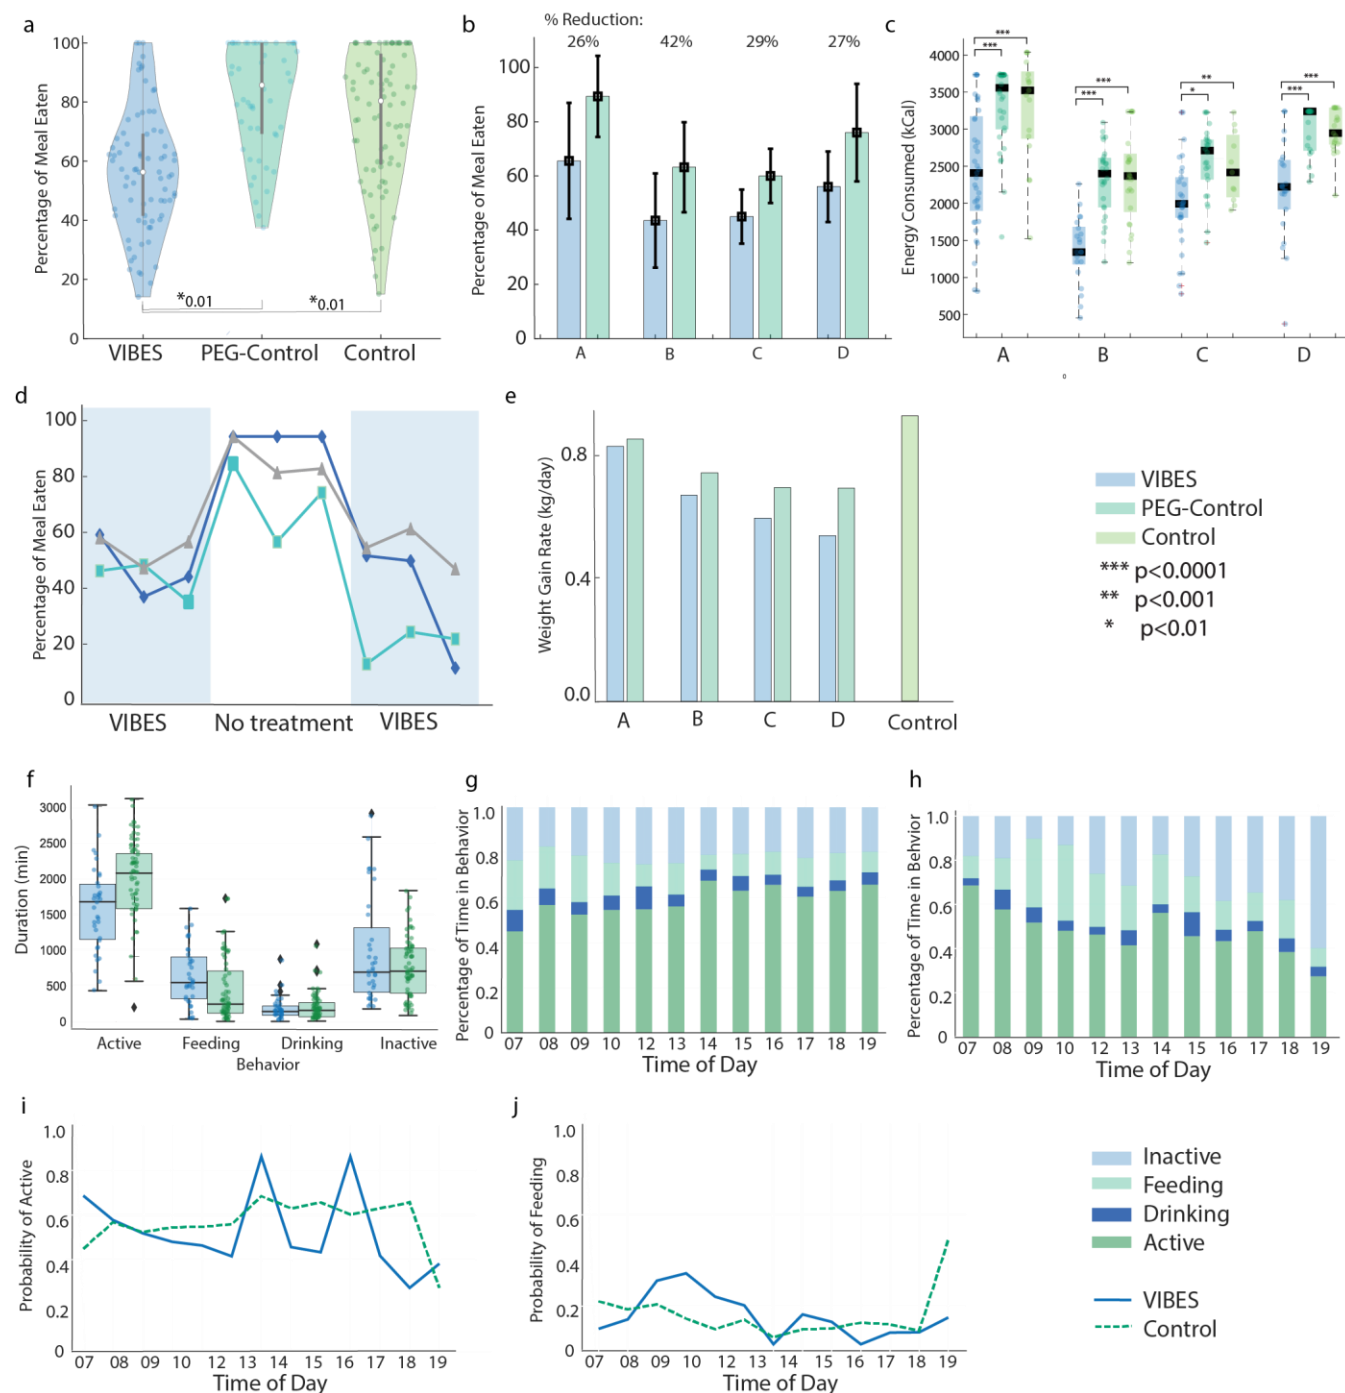 a
Percentage of Meal Eaten
100
80
60
40
20
0
*0.01
*0.01
VIBES
PEG-Control
Control
b
% Reduction:
26%
42%
29%
27%
Percentage of Meal Eaten
100
80
60
40
20
0
A
B
C
D
c
Energy Consumed (kCal)
4000
3500
3000
2500
2000
1500
1000
500
***
***
***
***
*
**
***
***
A
B
C
D
0
d
Percentage of Meal Eaten
100
80
60
40
20
0
VIBES
No treatment
VIBES
e
Weight Gain Rate (kg/day)
0.8
0.4
0.0
A
B
C
D
Control
VIBES
PEG-Control
Control
*** p<0.0001
** p<0.001
* p<0.01
f
Duration (min)
3000
2500
2000
1500
1000
500
0
Active
Feeding
Drinking
Inactive
Behavior
g
Percentage of Time in Behavior
1.0
0.8
0.6
0.4
0.2
0
07 08 09 10 12 13 14 15 16 17 18 19
Time of Day
h
Percentage of Time in Behvior
1.0
0.8
0.6
0.4
0.2
0
07 08 09 10 12 13 14 15 16 17 18 19
Time of Day
i
Probability of Active
1.0
0.8
0.6
0.4
0.2
0
07 08 09 10 12 13 14 15 16 17 18 19
Time of Day
j
Probability of Feeding
1.0
0.8
0.6
0.4
0.2
0
07 08 09 10 12 13 14 15 16 17 18 19
Time of Day
Inactive
Feeding
Drinking
Active
VIBES
Control